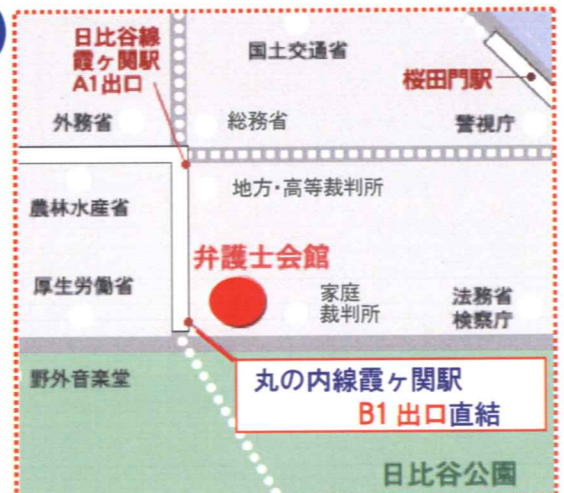 日比谷線
霞ヶ関駅
A1出口
国土交通省
桜田門駅
外務省
総務省
警視庁
地方・高等裁判所
農林水産省
弁護士会館
厚生労働省
家庭
裁判所
法務省
検察庁
野外音楽堂
丸の内線霞ヶ関駅
B1出口直結
日比谷公園